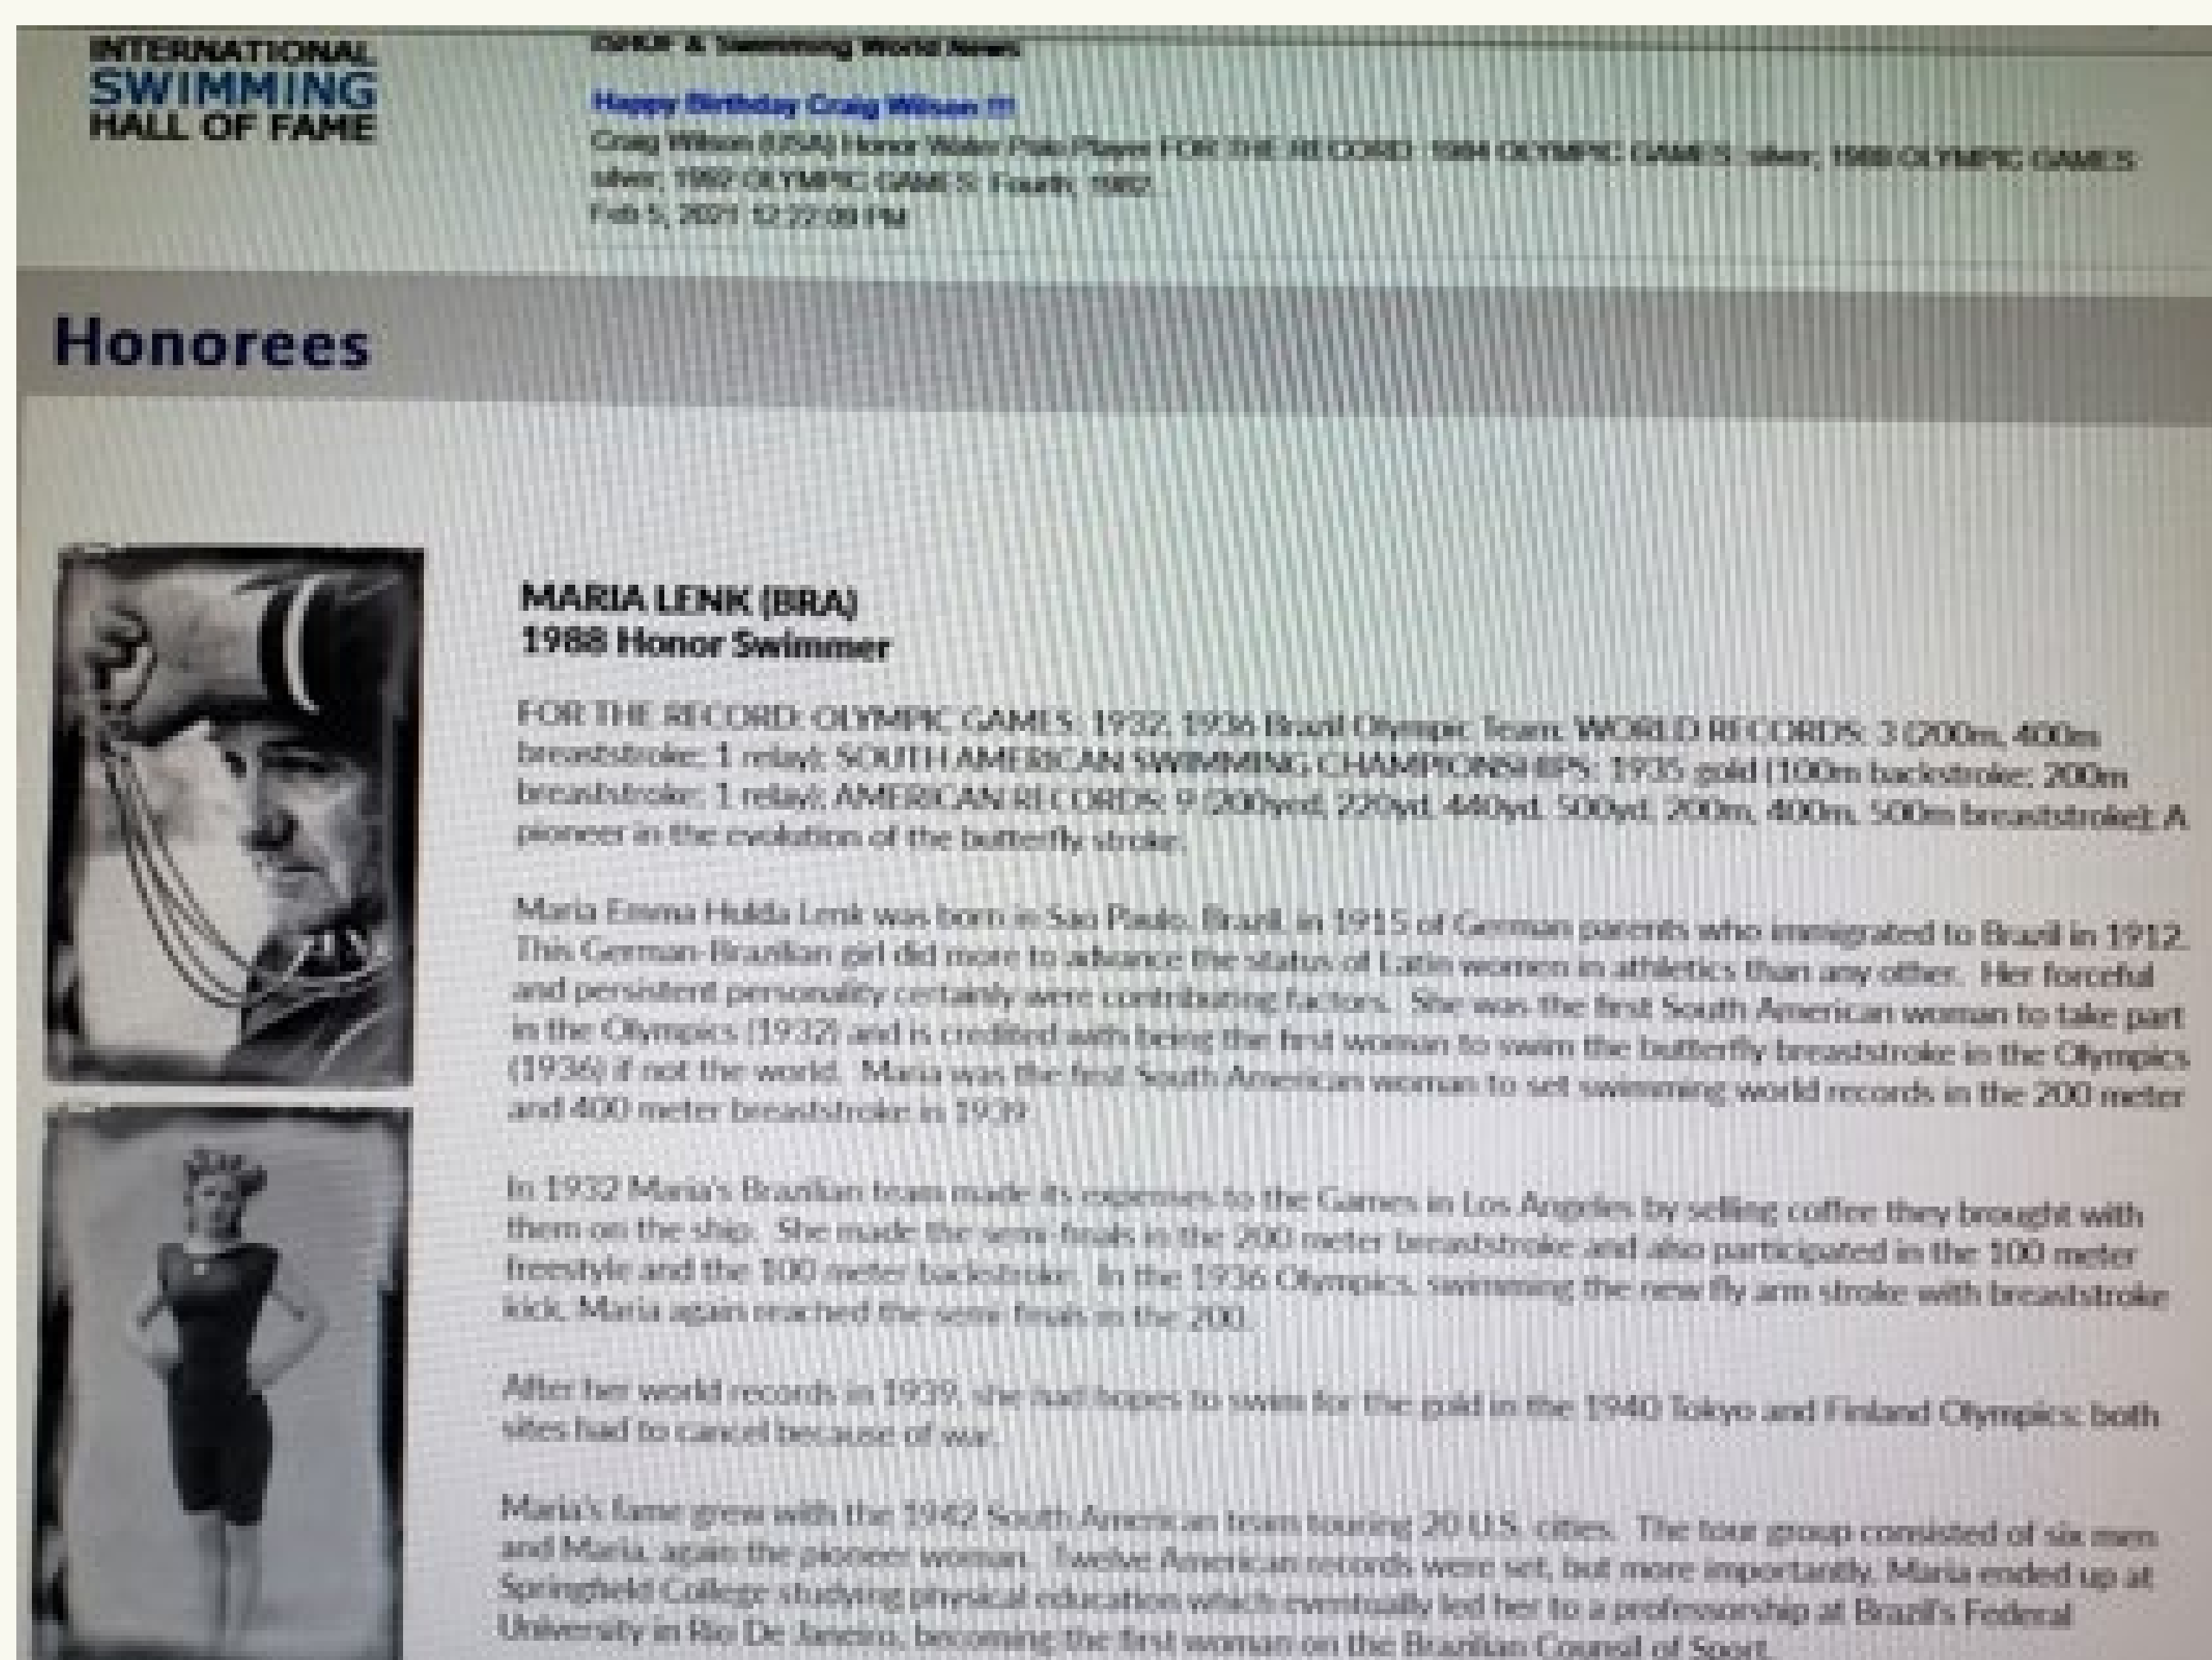 INTERNATIONAL
SWIMMING
HALL OF FAME
ISHOF & Swimming World News
Happy Birthday Craig Wilson !!!
Craig Wilson (USA) Honor Water Polo Player FOR THE RECORD: 1984 OLYMPIC GAMES: silver; 1988 OLYMPIC GAMES
silver; 1992 OLYMPIC GAMES: Fourth; 1982...
Feb 5, 2021 12:22:09 PM
Honorees
MARIA LENK (BRA)
1988 Honor Swimmer
FOR THE RECORD: OLYMPIC GAMES: 1932, 1936 Brazil Olympic Team; WORLD RECORDS: 3 (200m, 400m
breaststroke; 1 relay); SOUTH AMERICAN SWIMMING CHAMPIONSHIPS: 1935 gold (100m backstroke; 200m
breaststroke; 1 relay); AMERICAN RECORDS: 9 (200yed, 220yd, 440yd, 500yd, 200m, 400m, 500m breaststroke); A
pioneer in the evolution of the butterfly stroke.
Maria Emma Hulda Lenk was born in Sao Paulo, Brazil, in 1915 of German parents who immigrated to Brazil in 1912.
This German-Brazilian girl did more to advance the status of Latin women in athletics than any other. Her forceful
and persistent personality certainly were contributing factors. She was the first South American woman to take part
in the Olympics (1932) and is credited with being the first woman to swim the butterfly breaststroke in the Olympics
(1936) if not the world. Maria was the first South American woman to set swimming world records in the 200 meter
and 400 meter breaststroke in 1939.
In 1932 Maria's Brazilian team made its expenses to the Games in Los Angeles by selling coffee they brought with
them on the ship. She made the semi-finals in the 200 meter breaststroke and also participated in the 100 meter
freestyle and the 100 meter backstroke. In the 1936 Olympics, swimming the new fly arm stroke with breaststroke
kick, Maria again reached the semi-finals in the 200.
After her world records in 1939, she had hopes to swim for the gold in the 1940 Tokyo and Finland Olympics; both
sites had to cancel because of war.
Maria's fame grew with the 1942 South American team touring 20 U.S. cities. The tour group consisted of six men
and Maria, again the pioneer woman. Twelve American records were set, but more importantly, Maria ended up at
Springfield College studying physical education which eventually led her to a professorship at Brazil's Federal
University in Rio De Janeiro, becoming the first woman on the Brazilian Counsil of Sport.